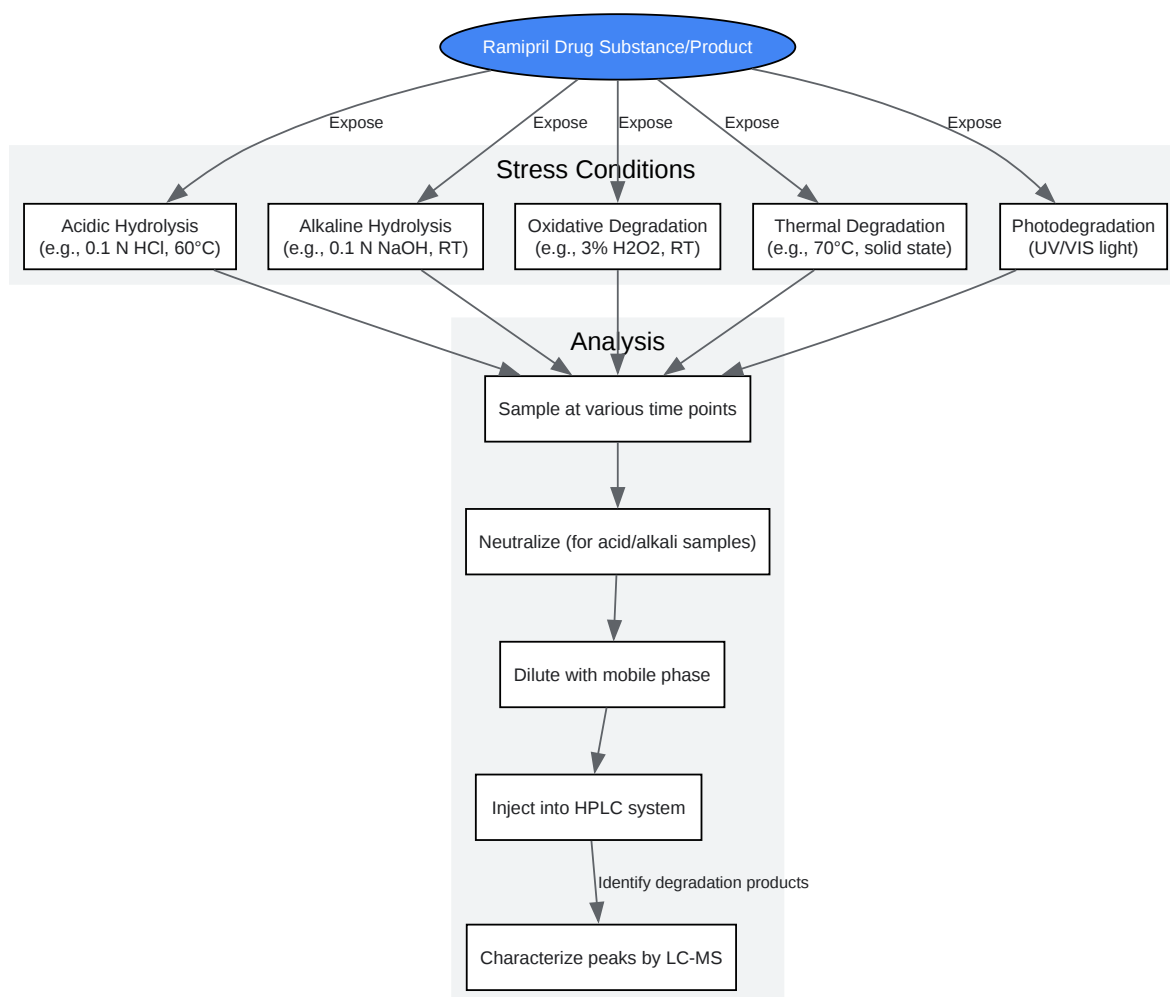 Ramipril Drug Substance/Product
Expose
Expose
Expose
Expose
Expose
Stress Conditions
Acidic Hydrolysis
(e.g., 0.1 N HCl, 60°C)
Alkaline Hydrolysis
(e.g., 0.1 N NaOH, RT)
Oxidative Degradation
(e.g., 3% H2O2, RT)
Thermal Degradation
(e.g., 70°C, solid state)
Photodegradation
(UV/VIS light)
Analysis
Sample at various time points
Neutralize (for acid/alkali samples)
Dilute with mobile phase
Inject into HPLC system
Identify degradation products
Characterize peaks by LC-MS